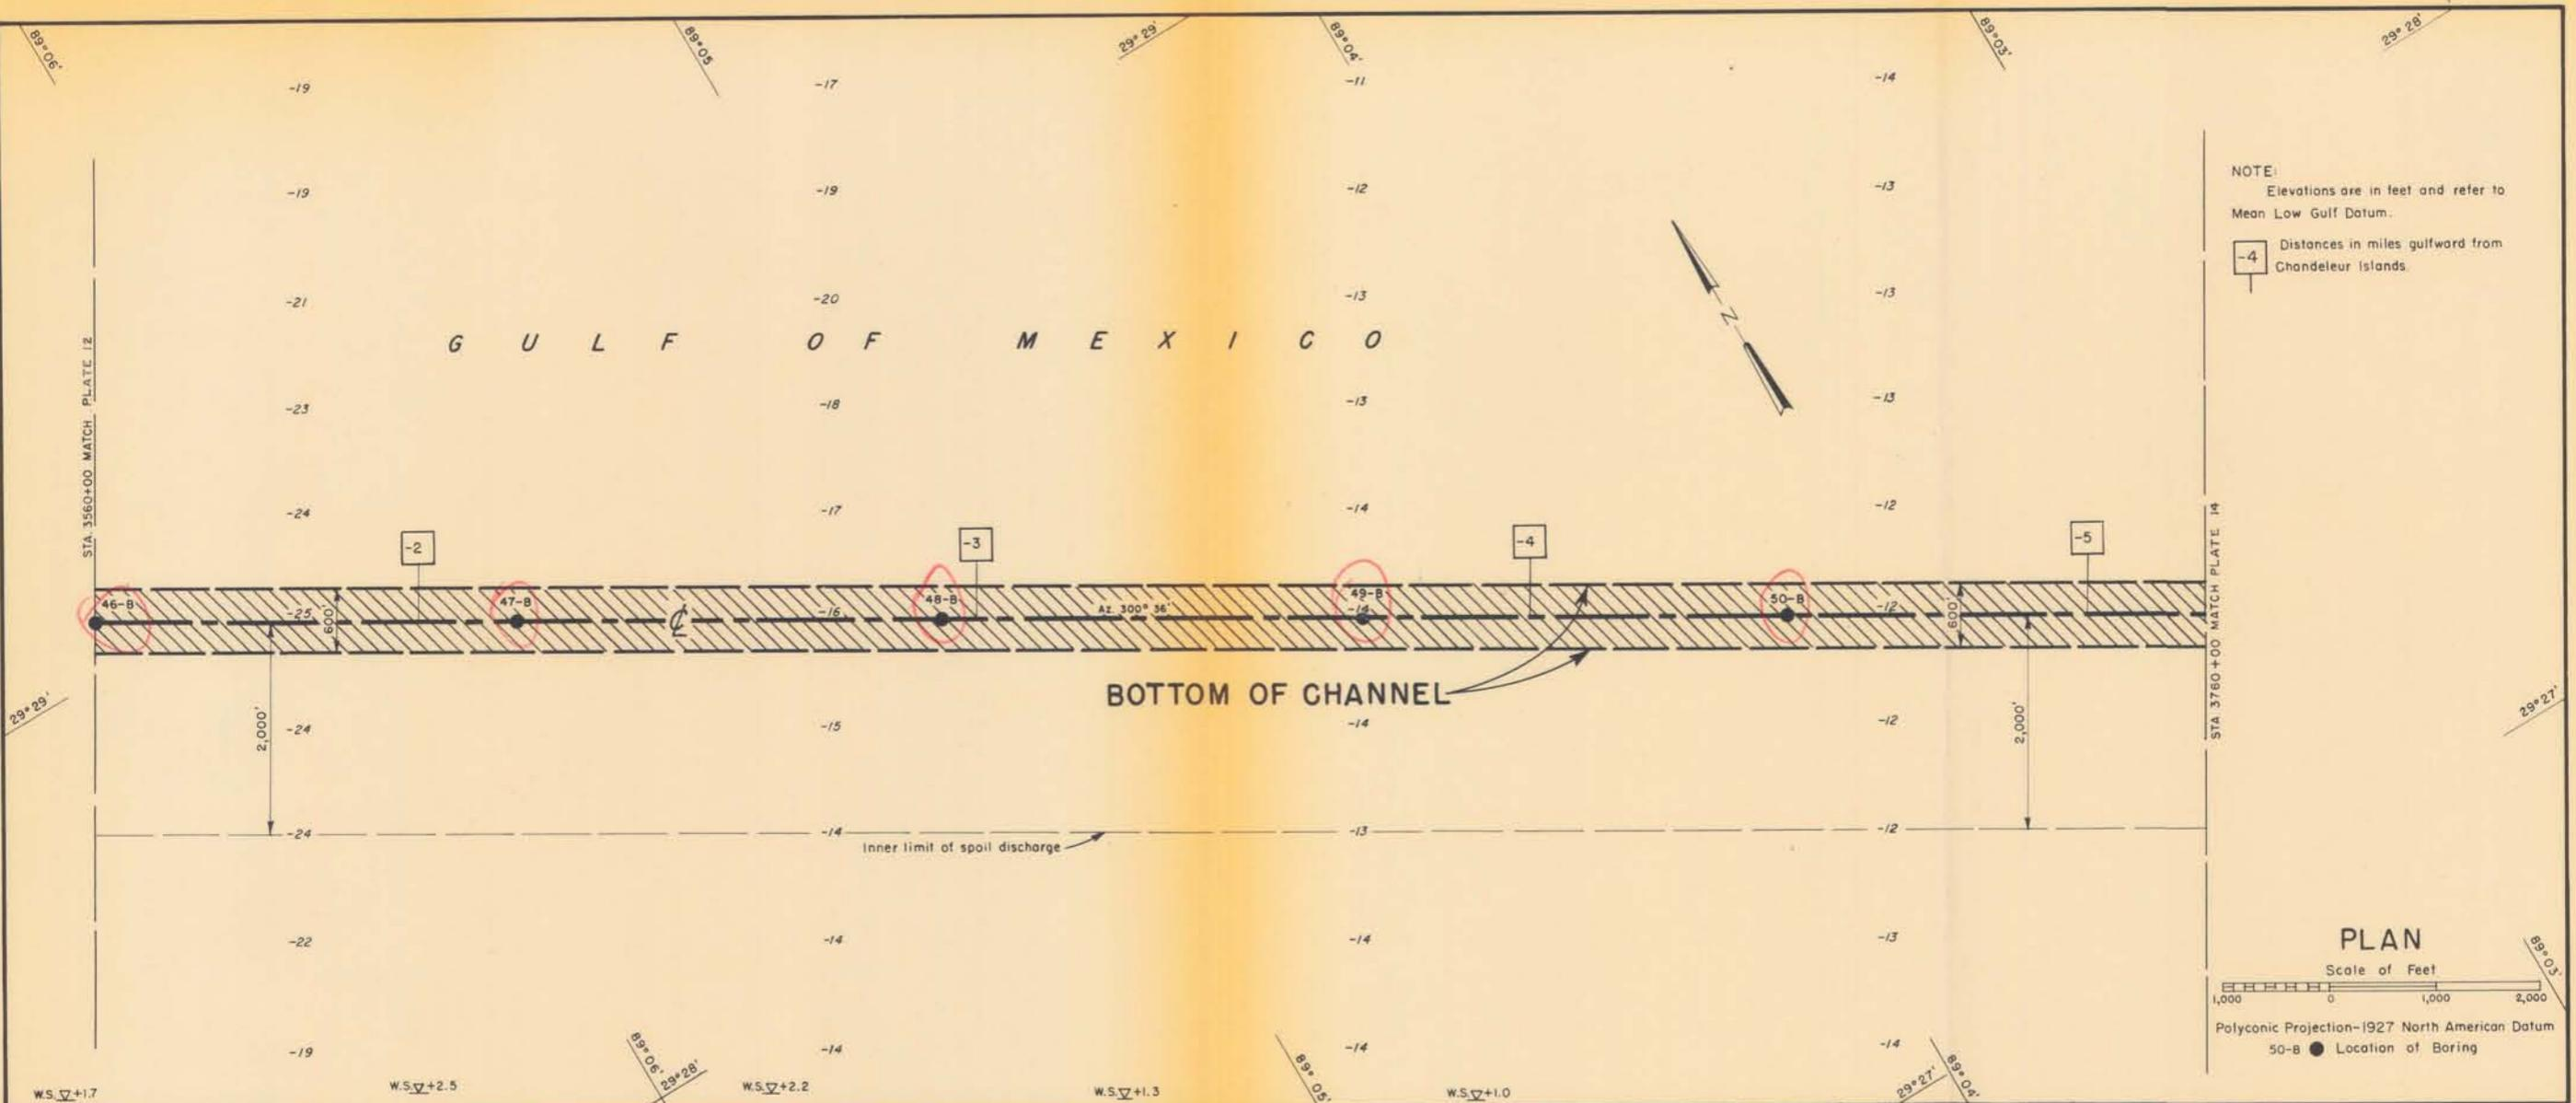 89°06'
89°05
29°29'
89°04'
89°03'
29°28'
-19 -17 -11 -14
-19 -19 -12 -13
-21 -20 -13 -13
GULF OF MEXICO
-23 -18 -13 -13
-24 -17 -14 -12
STA. 3560+00 MATCH PLATE 12
-2
-3
-4
-5
46-B
47-B
48-B
49-B
50-B
-25
600'
℄
-16
Az. 300° 36'
-14
-12
600'
BOTTOM OF CHANNEL
29°29'
2,000'
-24 -15 -14 -12
2,000'
29°27'
STA 3760+00 MATCH PLATE 14
-24 -14 -13 -12
Inner limit of spoil discharge
-22 -14 -14 -13
-19 -14 -14 -14
89°06'
29°28'
89°05'
29°27'
89°04'
89°03'
W.S. +1.7
W.S. +2.5
W.S. +2.2
W.S. +1.3
W.S. +1.0
N
NOTE:
Elevations are in feet and refer to
Mean Low Gulf Datum.
-4
Distances in miles gulfward from
Chandeleur Islands.
PLAN
Scale of Feet
1,000 0 1,000 2,000
Polyconic Projection-1927 North American Datum
50-B Location of Boring